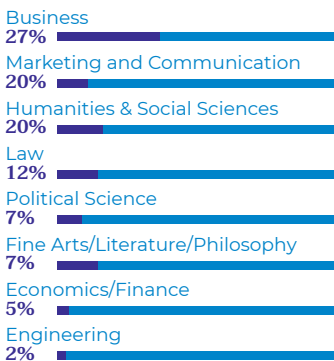 Business
27%
Marketing and Communication
20%
Humanities & Social Sciences
20%
Law
12%
Political Science
7%
Fine Arts/Literature/Philosophy
7%
Economics/Finance
5%
Engineering
2%